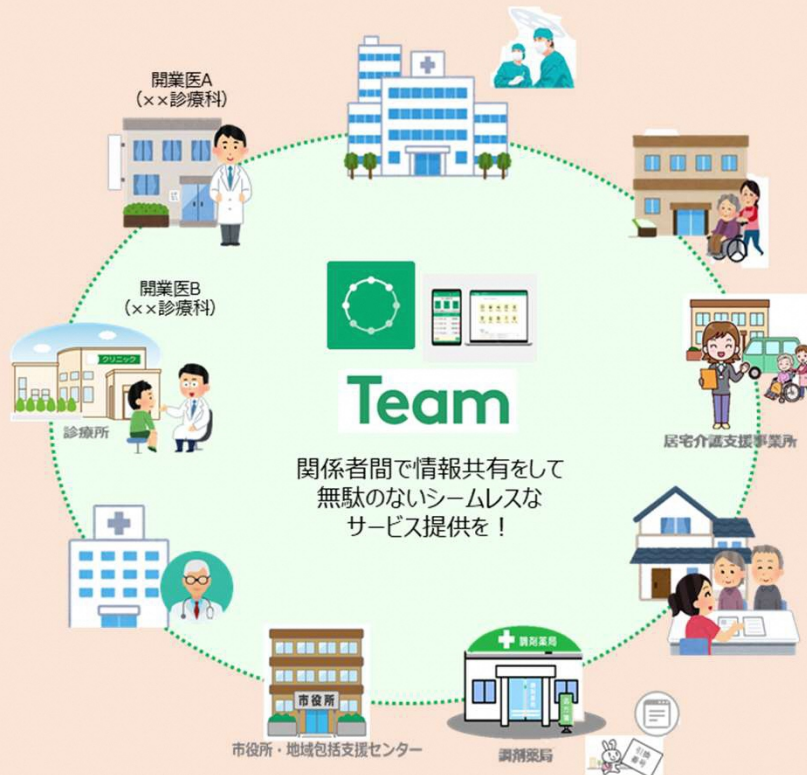 開業医A
(××診療科)
開業医B
(××診療科)
クリニック
診療所
Team
関係者間で情報共有をして
無駄のないシームレスな
サービス提供を！
居宅介護支援事業所
市役所
市役所・地域包括支援センター
調剤薬局
調剤薬局
引換
番号